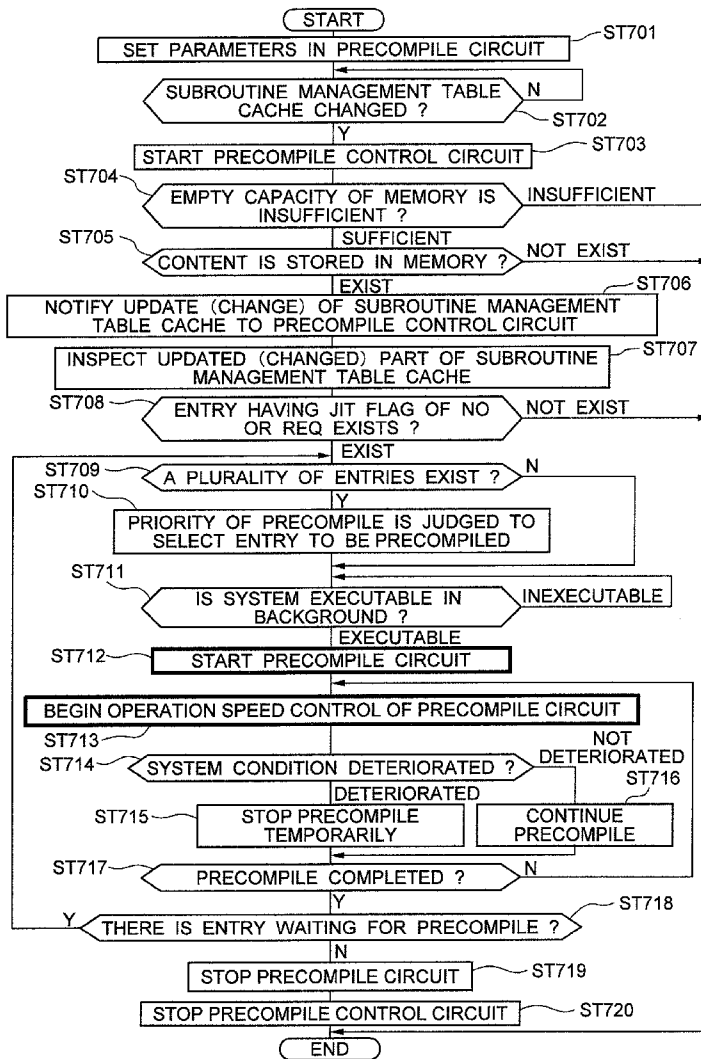 START
SET PARAMETERS IN PRECOMPILE CIRCUIT
ST701
SUBROUTINE MANAGEMENT TABLE
CACHE CHANGED ?
N
ST702
Y
START PRECOMPILE CONTROL CIRCUIT
ST703
ST704
EMPTY CAPACITY OF MEMORY IS
INSUFFICIENT ?
INSUFFICIENT
SUFFICIENT
ST705
CONTENT IS STORED IN MEMORY ?
NOT EXIST
EXIST
ST706
NOTIFY UPDATE (CHANGE) OF SUBROUTINE MANAGEMENT
TABLE CACHE TO PRECOMPILE CONTROL CIRCUIT
ST707
INSPECT UPDATED (CHANGED) PART OF SUBROUTINE
MANAGEMENT TABLE CACHE
ST708
ENTRY HAVING JIT FLAG OF NO
OR REQ EXISTS ?
NOT EXIST
EXIST
ST709
A PLURALITY OF ENTRIES EXIST ?
N
Y
ST710
PRIORITY OF PRECOMPILE IS JUDGED TO
SELECT ENTRY TO BE PRECOMPILED
ST711
IS SYSTEM EXECUTABLE IN
BACKGROUND ?
INEXECUTABLE
EXECUTABLE
ST712
START PRECOMPILE CIRCUIT
BEGIN OPERATION SPEED CONTROL OF PRECOMPILE CIRCUIT
ST713
ST714
SYSTEM CONDITION DETERIORATED ?
NOT
DETERIORATED
DETERIORATED
ST715
STOP PRECOMPILE
TEMPORARILY
ST716
CONTINUE
PRECOMPILE
ST717
PRECOMPILE COMPLETED ?
N
Y
ST718
Y
THERE IS ENTRY WAITING FOR PRECOMPILE ?
N
STOP PRECOMPILE CIRCUIT
ST719
STOP PRECOMPILE CONTROL CIRCUIT
ST720
END